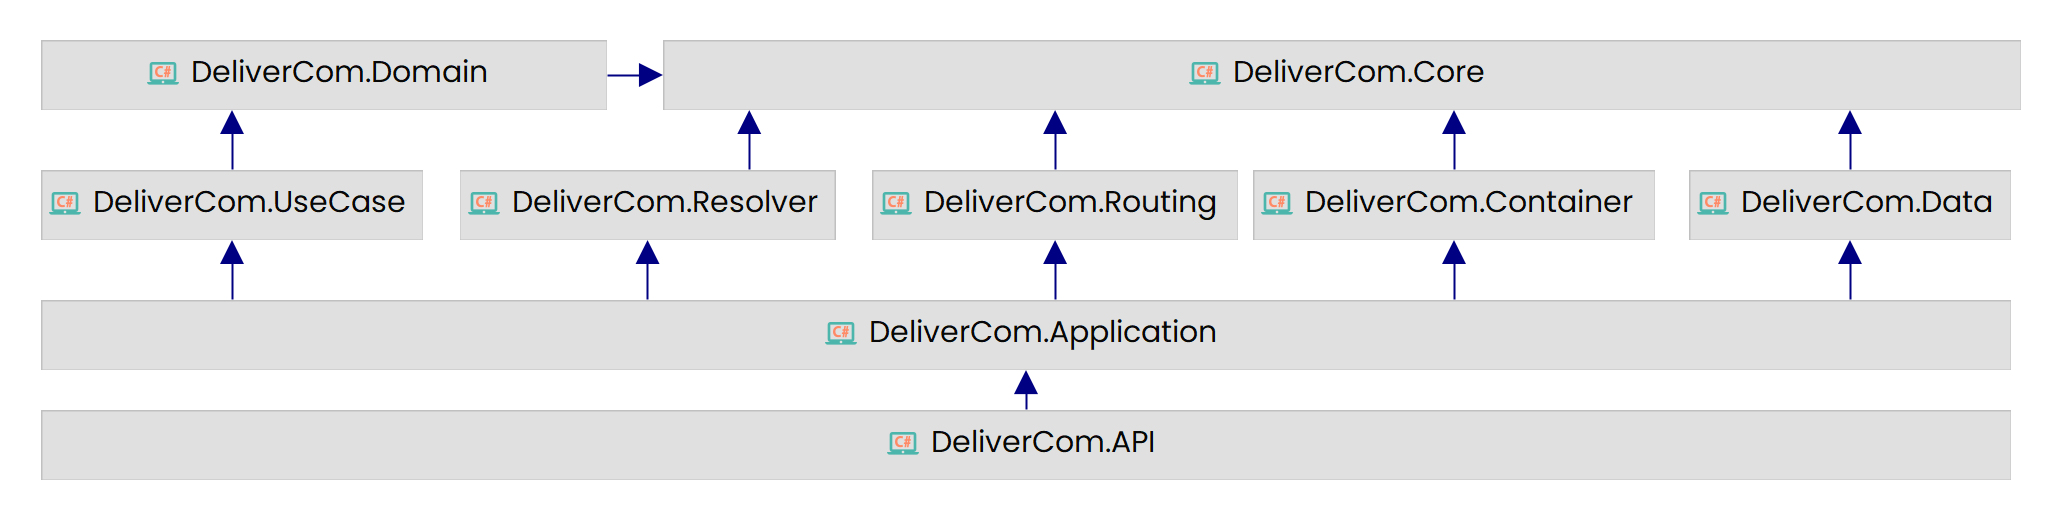 C# DeliverCom.Domain
C# DeliverCom.Core
C# DeliverCom.UseCase
C# DeliverCom.Resolver
C# DeliverCom.Routing
C# DeliverCom.Container
C# DeliverCom.Data
C# DeliverCom.Application
C# DeliverCom.API